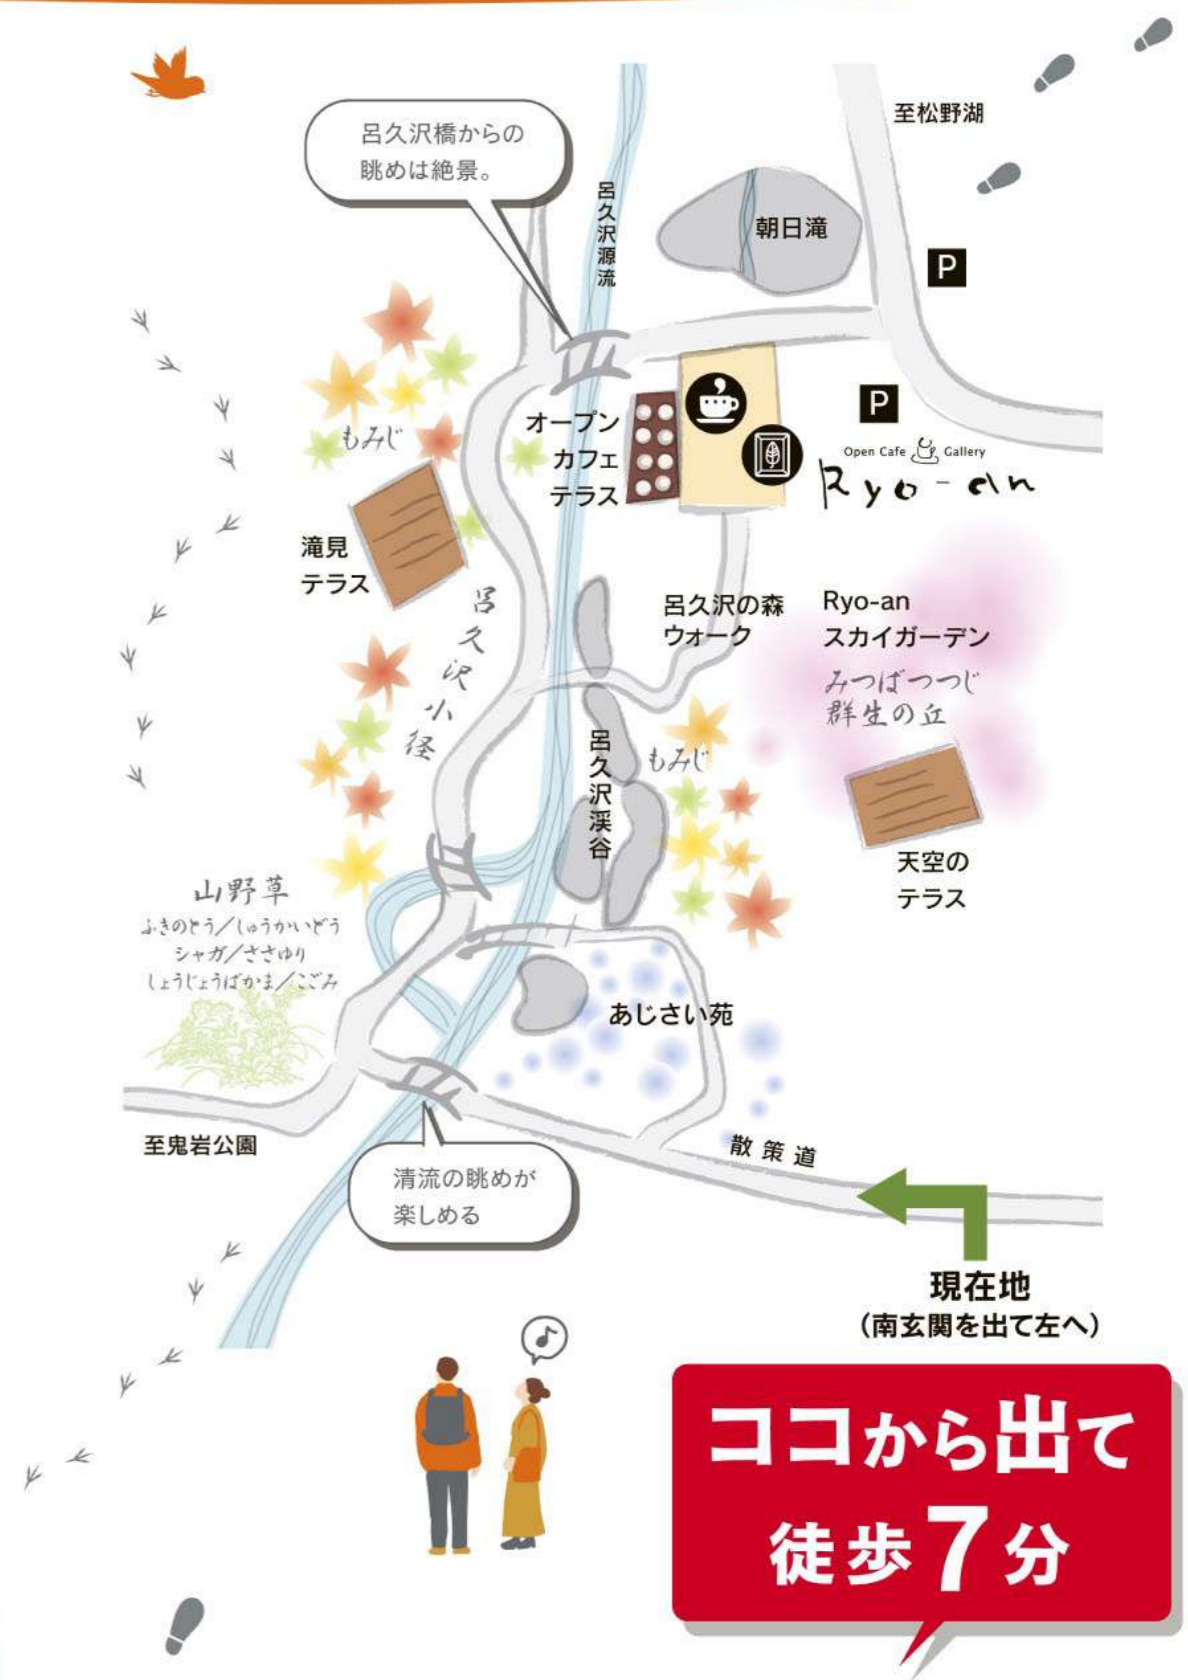 至松野湖
呂久沢橋からの
眺めは絶景。
呂久沢源流
朝日滝
P
P
オープン
カフェ
テラス
Open Cafe Gallery
Ryo-an
もみじ
滝見
テラス
呂久沢小径
呂久沢の森
ウォーク
Ryo-an
スカイガーデン
みつばつつじ
群生の丘
呂久沢渓谷
もみじ
天空の
テラス
山野草
ふきのとう/しゅうかいどう
シャガ/ささゆり
しょうじょうばかま/こごみ
あじさい苑
至鬼岩公園
散策道
清流の眺めが
楽しめる
現在地
(南玄関を出て左へ)
ココから出て
徒歩7分